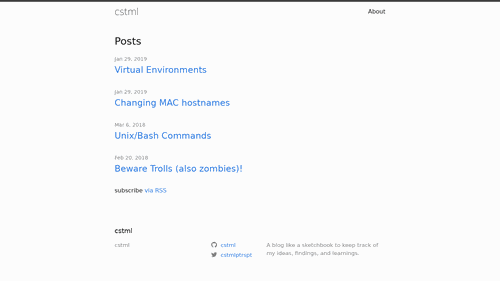 cstml
About
Posts
Jan 29, 2019
Virtual Environments
Jan 29, 2019
Changing MAC hostnames
Mar 6, 2018
Unix/Bash Commands
Feb 20, 2018
Beware Trolls (also zombies)!
subscribe via RSS
cstml
cstml
cstml
cstmlptrspt
A blog like a sketchbook to keep track of
my ideas, findings, and learnings.